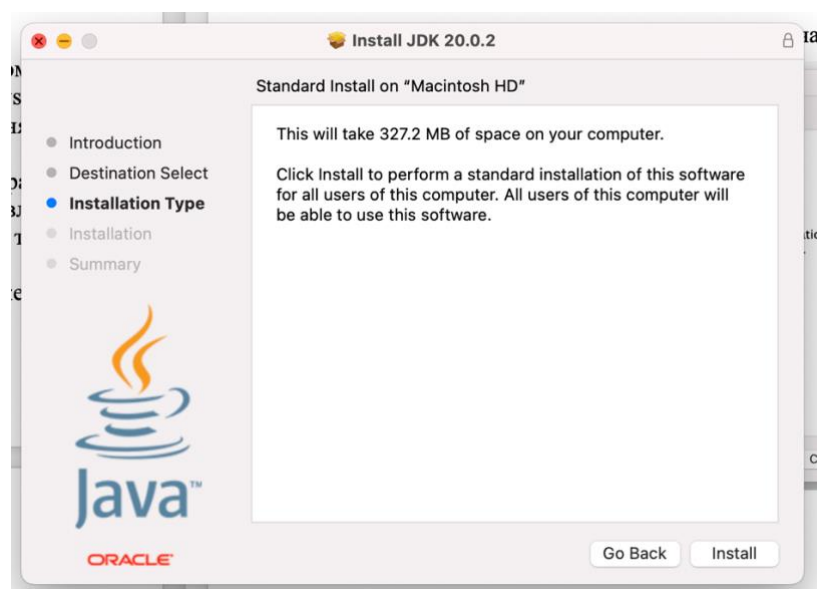 Install JDK 20.0.2
Standard Install on "Macintosh HD"
Introduction
Destination Select
Installation Type
Installation
Summary
This will take 327.2 MB of space on your computer.
Click Install to perform a standard installation of this software
for all users of this computer. All users of this computer will
be able to use this software.
Java™
ORACLE
Go Back
Install